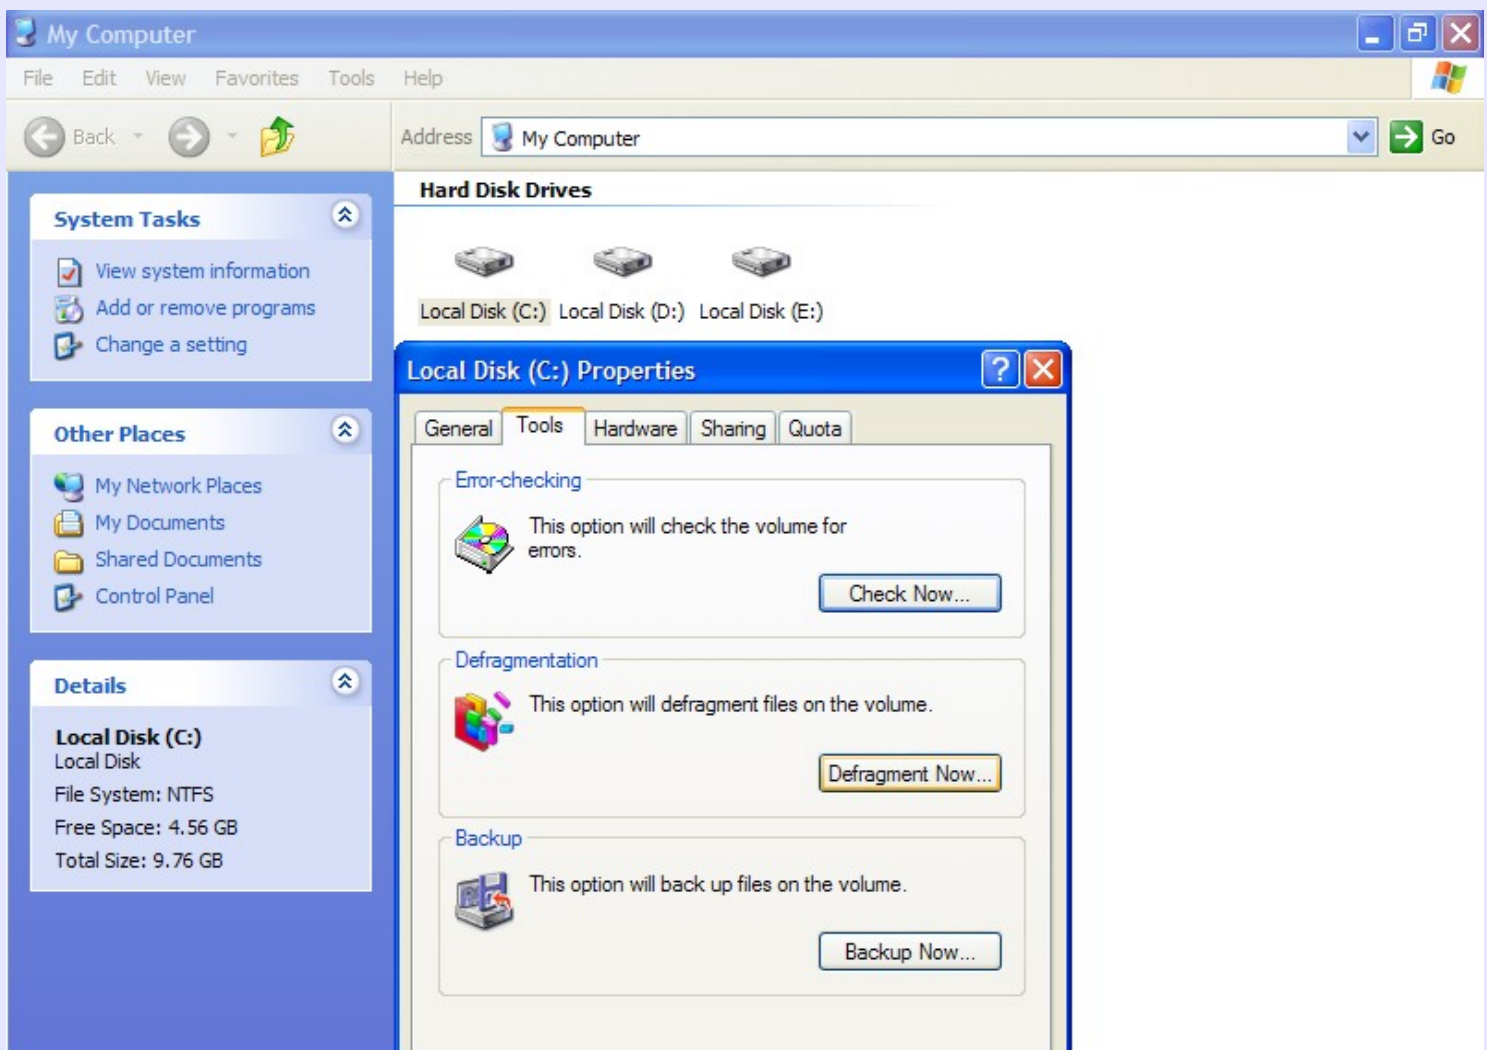 My Computer
File Edit View Favorites Tools Help
Back Address My Computer Go
System Tasks
View system information
Add or remove programs
Change a setting
Other Places
My Network Places
My Documents
Shared Documents
Control Panel
Details
Local Disk (C:)
Local Disk
File System: NTFS
Free Space: 4.56 GB
Total Size: 9.76 GB
Hard Disk Drives
Local Disk (C:) Local Disk (D:) Local Disk (E:)
Local Disk (C:) Properties ?
General Tools Hardware Sharing Quota
Error-checking
This option will check the volume for
errors.
Check Now...
Defragmentation
This option will defragment files on the volume.
Defragment Now...
Backup
This option will back up files on the volume.
Backup Now...